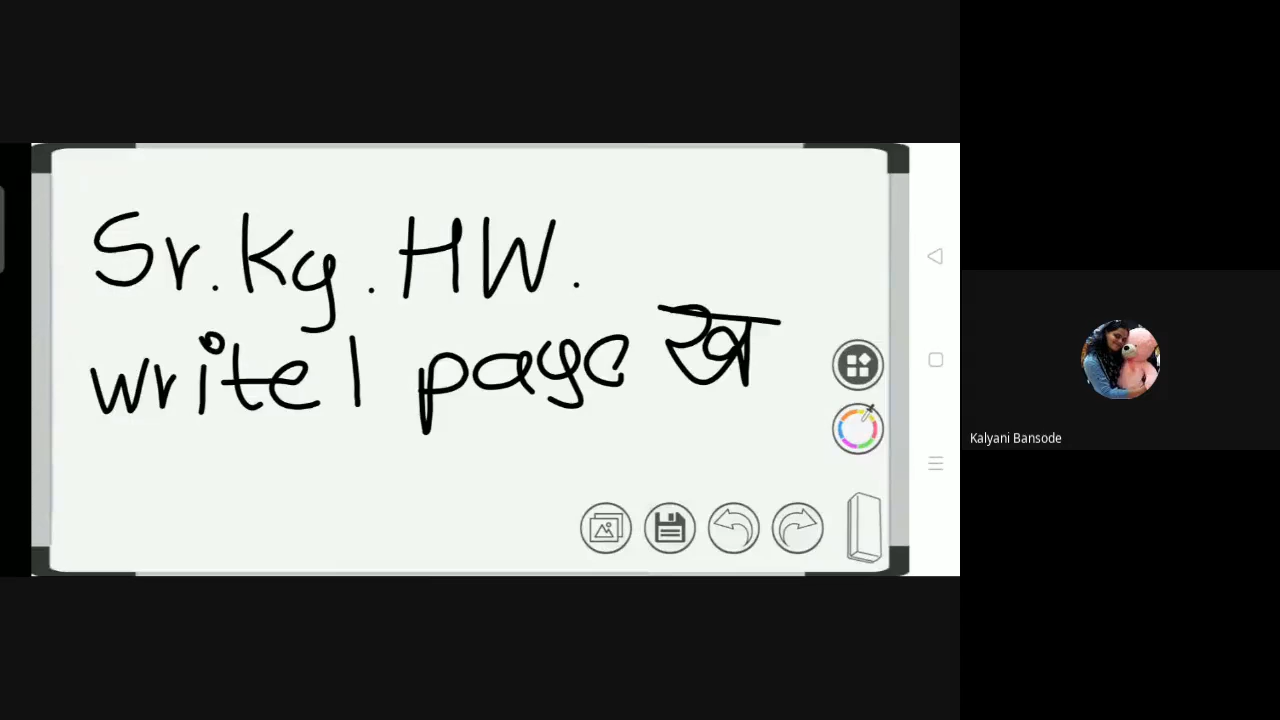 Sr. Kg. HW.
write 1 page ख
Kalyani Bansode